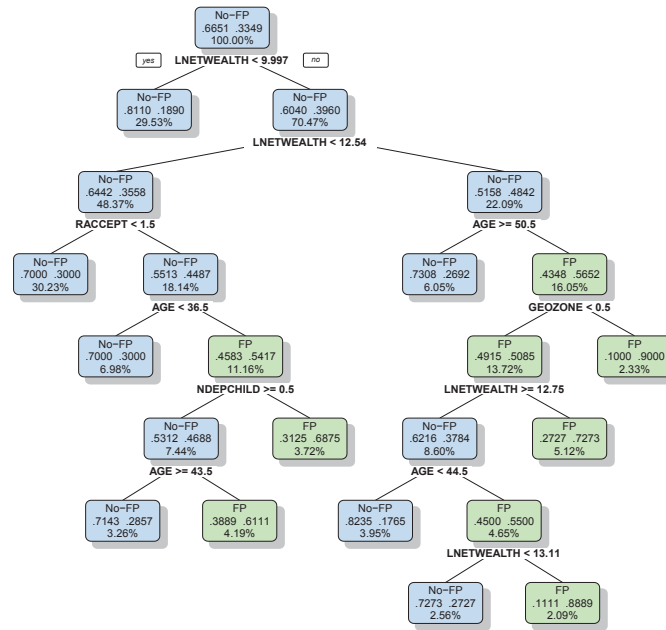 No−FP
.6651 .3349
100.00%
yes LNETWEALTH < 9.997 no
No−FP
.8110 .1890
29.53%
No−FP
.6040 .3960
70.47%
LNETWEALTH < 12.54
No−FP
.6442 .3558
48.37%
No−FP
.5158 .4842
22.09%
RACCEPT < 1.5
AGE >= 50.5
No−FP
.7000 .3000
30.23%
No−FP
.5513 .4487
18.14%
No−FP
.7308 .2692
6.05%
FP
.4348 .5652
16.05%
AGE < 36.5
GEOZONE < 0.5
No−FP
.7000 .3000
6.98%
FP
.4583 .5417
11.16%
FP
.4915 .5085
13.72%
FP
.1000 .9000
2.33%
NDEPCHILD >= 0.5
LNETWEALTH >= 12.75
No−FP
.5312 .4688
7.44%
FP
.3125 .6875
3.72%
No−FP
.6216 .3784
8.60%
FP
.2727 .7273
5.12%
AGE >= 43.5
AGE < 44.5
No−FP
.7143 .2857
3.26%
FP
.3889 .6111
4.19%
No−FP
.8235 .1765
3.95%
FP
.4500 .5500
4.65%
LNETWEALTH < 13.11
No−FP
.7273 .2727
2.56%
FP
.1111 .8889
2.09%